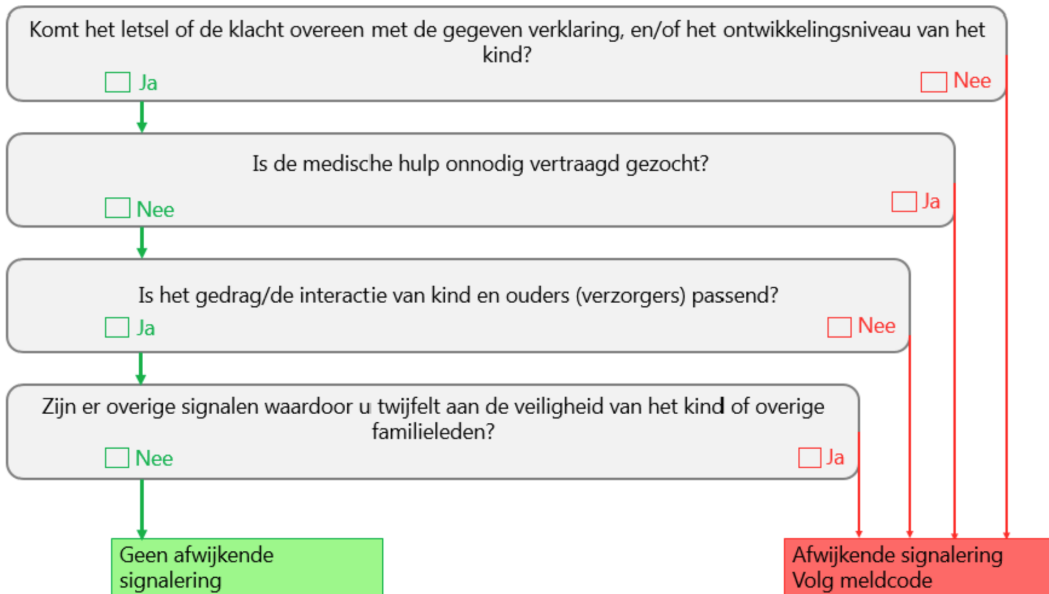 Komt het letsel of de klacht overeen met de gegeven verklaring, en/of het ontwikkelingsniveau van het
kind?
Ja
Nee
Is de medische hulp onnodig vertraagd gezocht?
Nee
Ja
Is het gedrag/de interactie van kind en ouders (verzorgers) passend?
Ja
Nee
Zijn er overige signalen waardoor u twijfelt aan de veiligheid van het kind of overige
familieleden?
Nee
Ja
Geen afwijkende
signalering
Afwijkende signalering
Volg meldcode